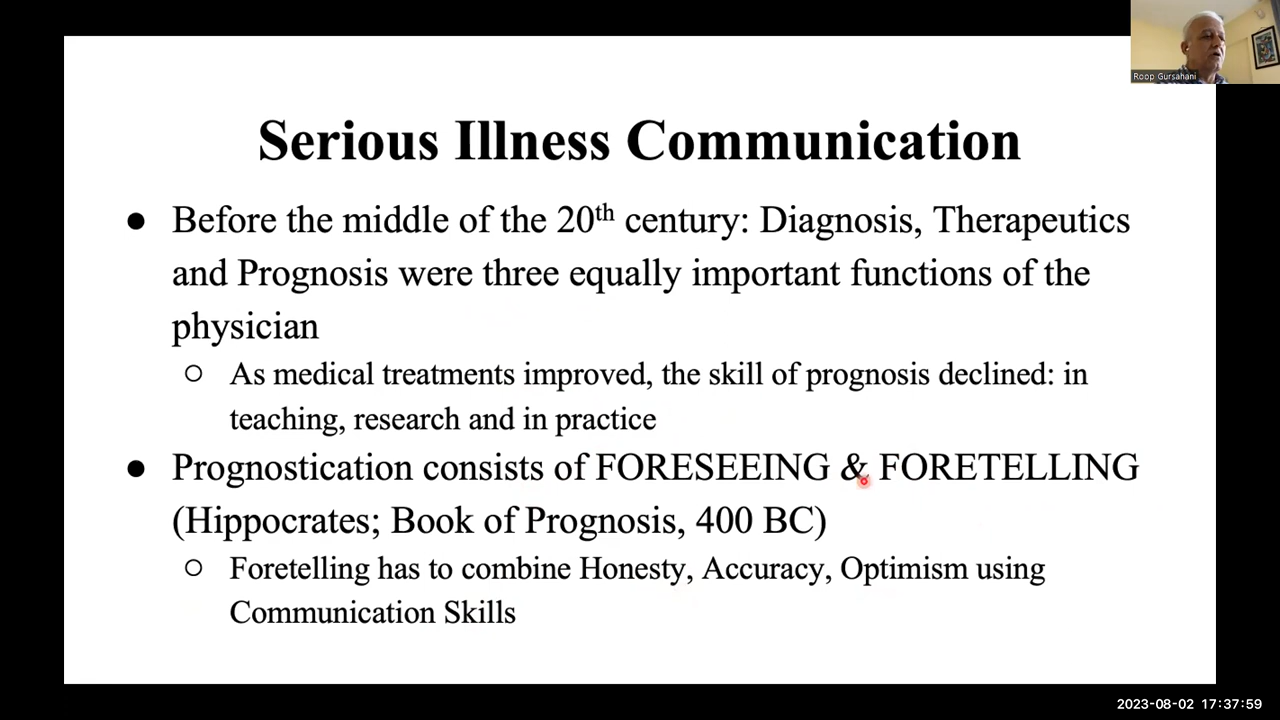 Roop Gursahani
Serious Illness Communication
● Before the middle of the 20th century: Diagnosis, Therapeutics
and Prognosis were three equally important functions of the
physician
○ As medical treatments improved, the skill of prognosis declined: in
teaching, research and in practice
● Prognostication consists of FORESEEING & FORETELLING
(Hippocrates; Book of Prognosis, 400 BC)
○ Foretelling has to combine Honesty, Accuracy, Optimism using
Communication Skills
2023-08-02 17:37:59